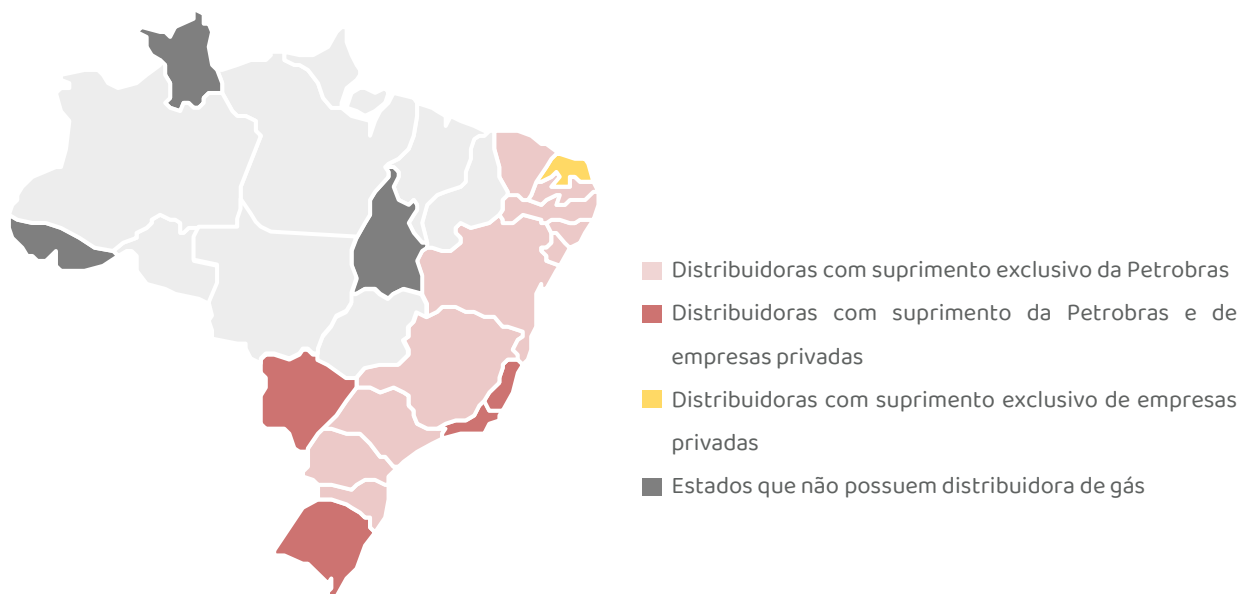 Distribuidoras com suprimento exclusivo da Petrobras
Distribuidoras com suprimento da Petrobras e de
empresas privadas
Distribuidoras com suprimento exclusivo de empresas
privadas
Estados que não possuem distribuidora de gás